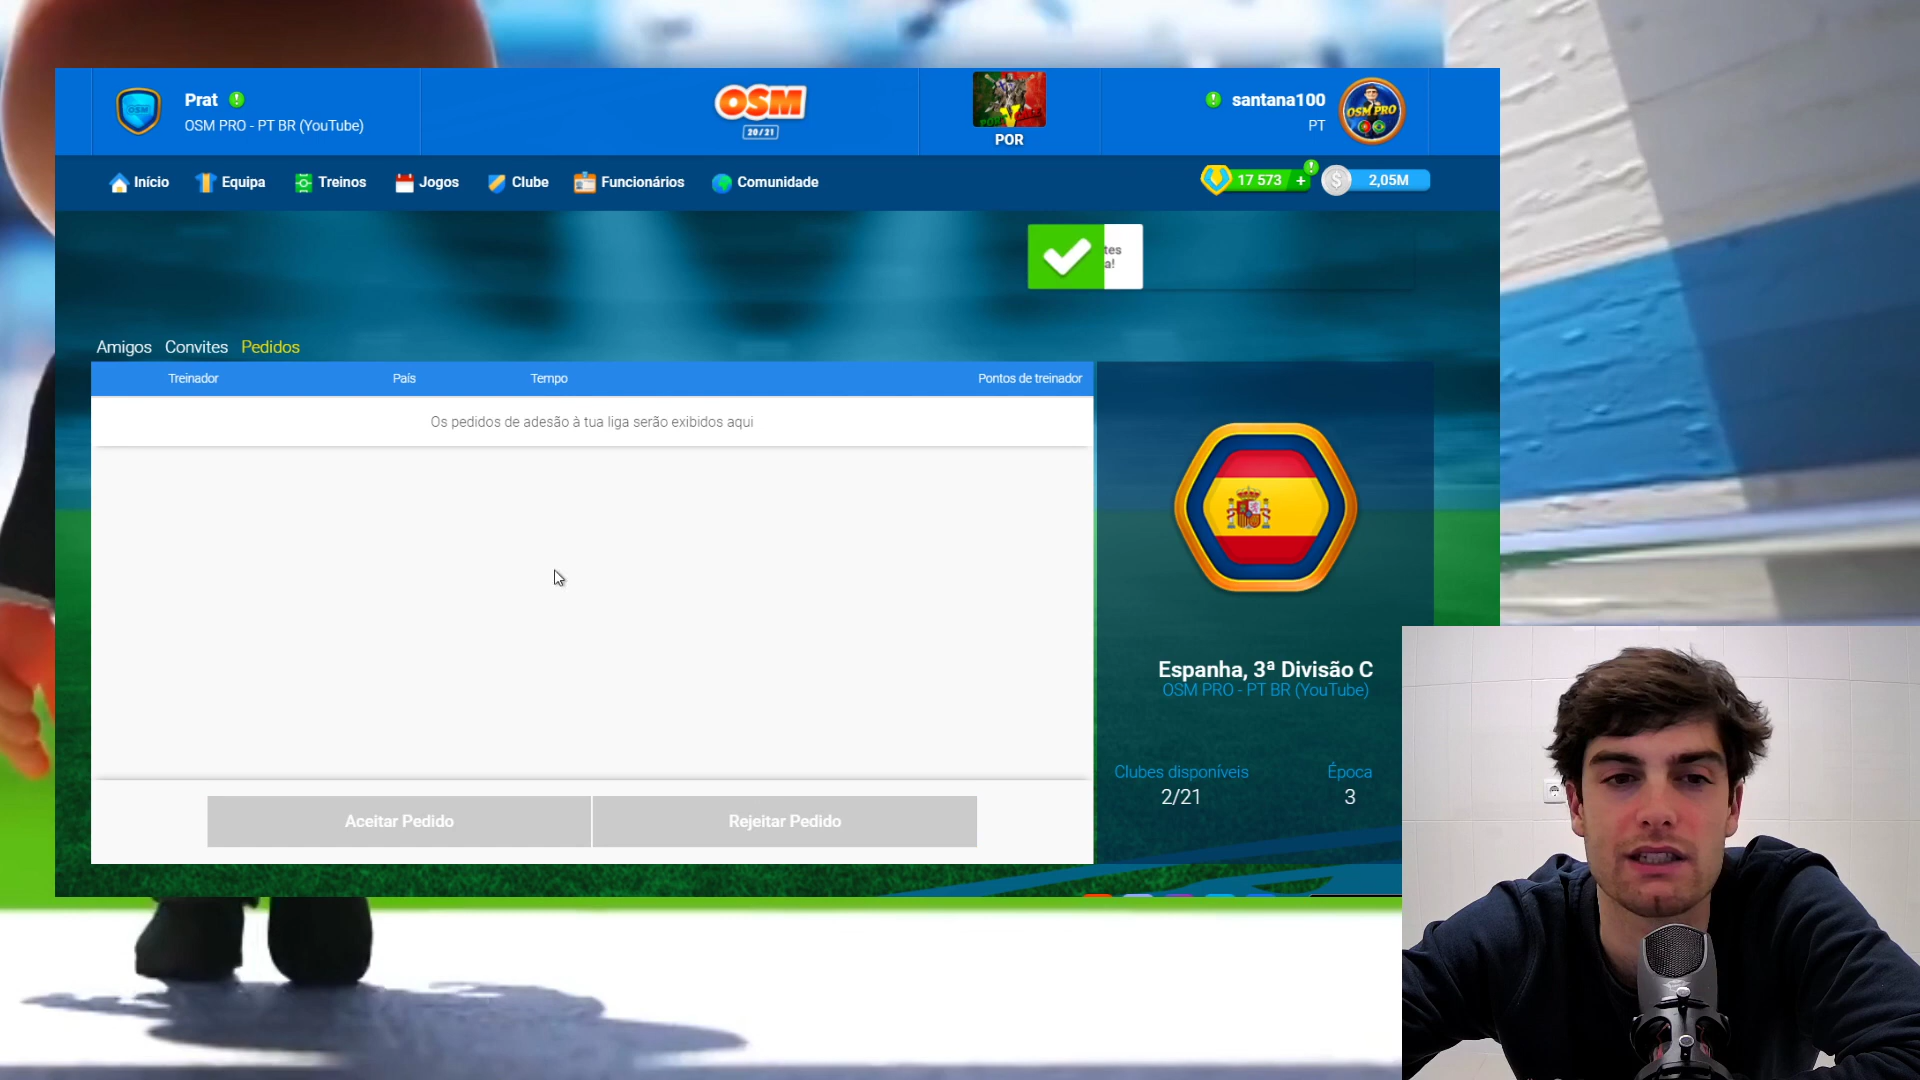 Prat
OSM PRO - PT BR (YouTube)
OSM
20/21
POR
santana100
PT
OSM PRO
Início
Equipa
Treinos
Jogos
Clube
Funcionários
Comunidade
17 573 +
2,05M
Amigos
Convites
Pedidos
Treinador
País
Tempo
Pontos de treinador
Os pedidos de adesão à tua liga serão exibidos aqui
Aceitar Pedido
Rejeitar Pedido
Espanha, 3ª Divisão C
OSM PRO - PT BR (YouTube)
Clubes disponíveis
Época
2/21
3